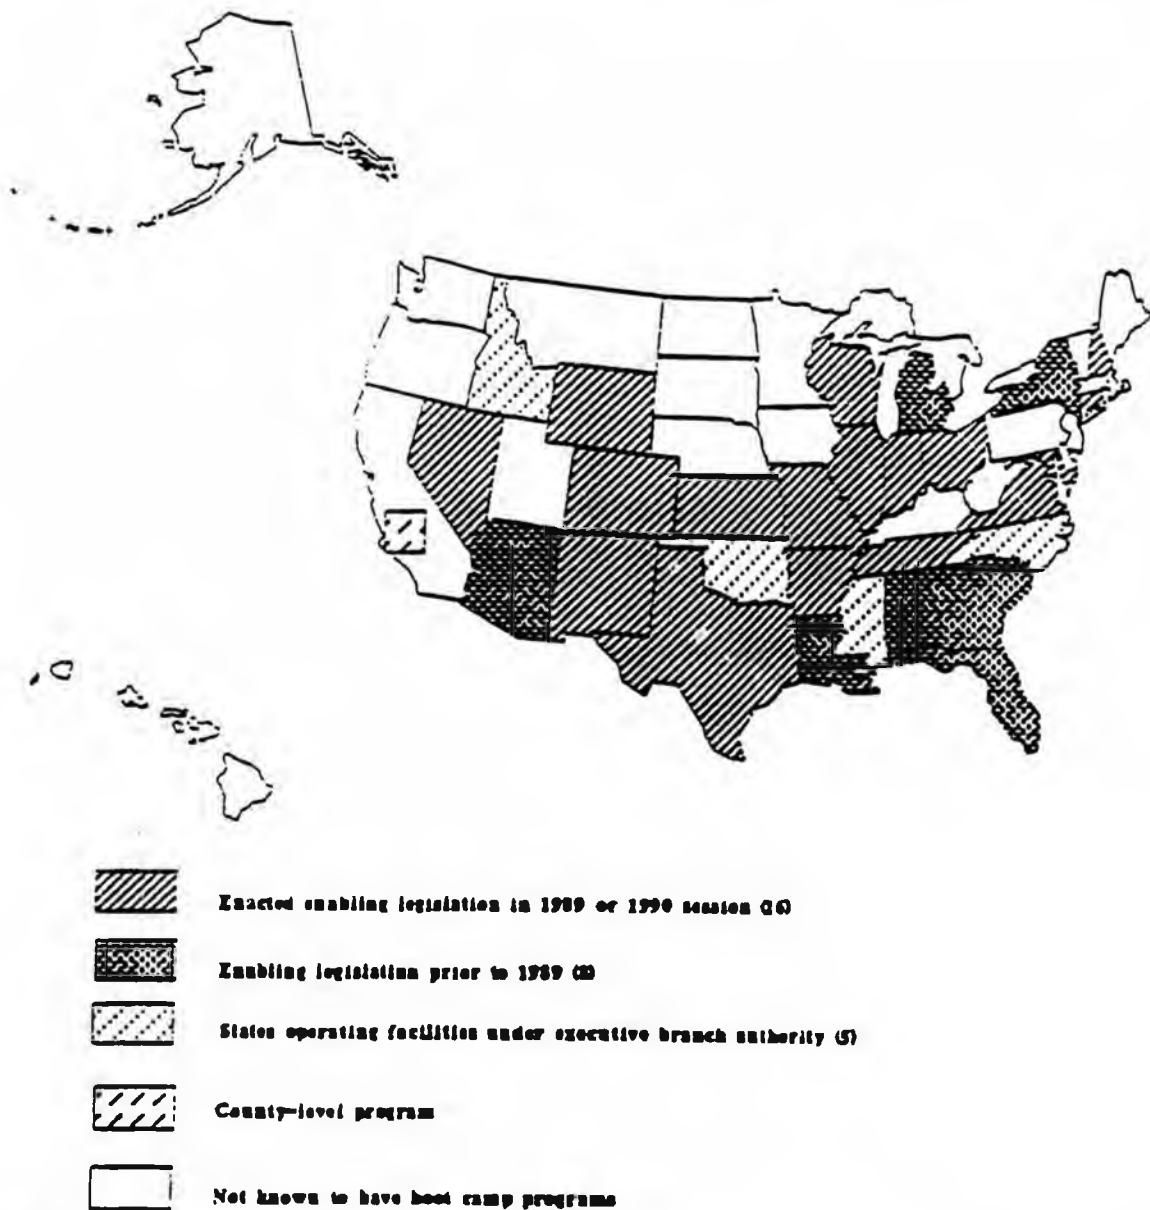 Enacted enabling legislation in 1989 or 1990 session (16)
Enabling legislation prior to 1989 (8)
States operating facilities under executive branch authority (5)
County-level program
Not known to have boot camp programs